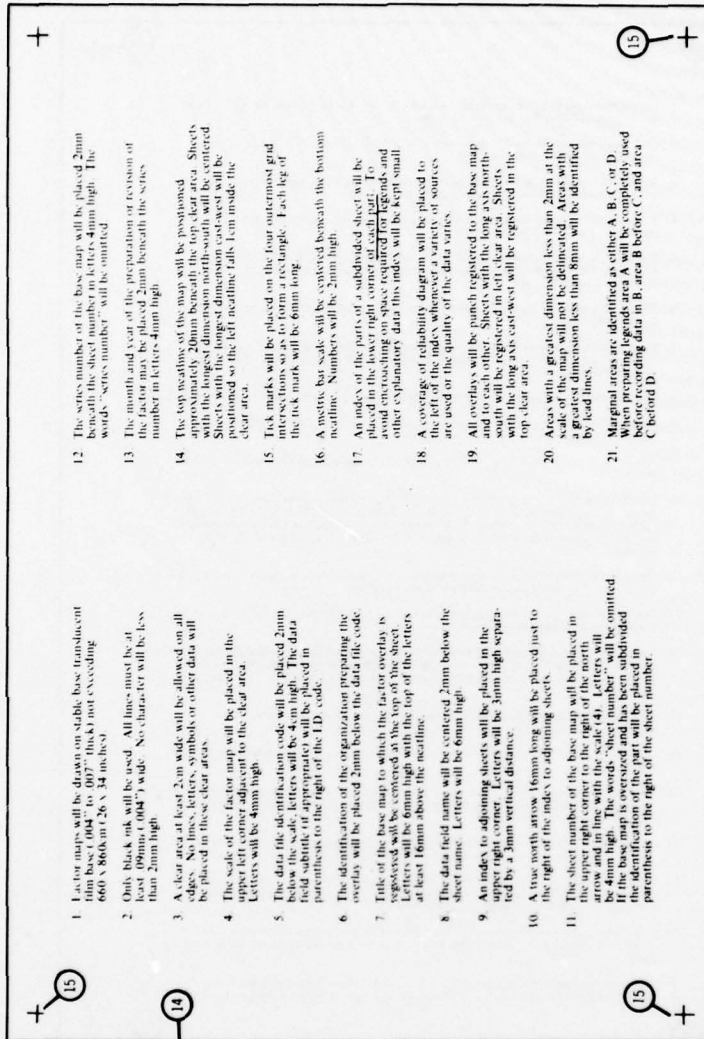 1. Factor maps will be drawn on stable base translucent
film base (.004" to .007" thick) not exceeding
660 x 860km (26 x 34 inches)
2. Only black ink will be used. All lines must be at
least .09mm (.004") wide. No character will be less
than 2mm high
3. A clear area at least 2cm wide will be allowed on all
edges. No lines, letters, symbols or other data will
be placed in these clear areas.
4. The scale of the factor map will be placed in the
upper left corner adjacent to the clear area.
Letters will be 4mm high.
5. The data file identification code will be placed 2mm
below the scale, letters will be 4cm high. The data
field subtitle (if appropriate) will be placed in
parenthesis to the right of the I.D. code.
6. The identification of the organization preparing the
overlay will be placed 2mm below the data file code.
7. Title of the base map to which the factor overlay is
registered will be centered at the top of the sheet.
Letters will be 6mm high with the top of the letters
at least 16mm above the neatline.
8. The data field name will be centered 2mm below the
sheet name. Letters will be 6mm high.
9. An index to adjoining sheets will be placed in the
upper right corner. Letters will be 3mm high separa-
ted by a 3mm vertical distance.
10. A true north arrow 16mm long will be placed just to
the right of the index to adjoining sheets.
11. The sheet number of the base map will be placed in
the upper right corner to the right of the north
arrow and in line with the scale (4). Letters will
be 4mm high. The words "sheet number" will be omitted.
If the base map is oversized and has been subdivided
the identification of the part will be placed in
parenthesis to the right of the sheet number.
12 The series number of the base map will be placed 2mm
beneath the sheet number in letters 4mm high. The
words "series number" will be omitted
13 The month and year of the preparation or revision of
the factor may be placed 2mm beneath the series
number in letters 4mm high
14 The top neatline of the map will be positioned
approximately 20mm beneath the top clear area. Sheets
with the longest dimension north-south will be centered.
Sheets with the longest dimension east-west will be
positioned so the left neatline falls 1cm inside the
clear area.
15. Tick marks will be placed on the four outermost grid
intersections so as to form a rectangle. Each leg of
the tick mark will be 6mm long.
16. A metric bar scale will be centered beneath the bottom
neatline. Numbers will be 2mm high.
17. An index of the parts of a subdivided sheet will be
placed in the lower right corner of each part. To
avoid encroaching on space required for legends and
other explanatory data this index will be kept small.
18. A coverage of reliability diagram will be placed to
the left of the index whenever a variety of sources
are used or the quality of the data varies.
19. All overlays will be punch registered to the base map
and to each other. Sheets with the long axis north-
south will be registered in left clear area. Sheets
with the long axis east-west will be registered in the
top clear area.
20 Areas with a greatest dimension less than 2mm at the
scale of the map will not be delineated. Areas with
a greatest dimension less than 8mm will be identified
by lead lines.
21. Marginal areas are identified as either A, B, C, or D.
When preparing legends area A will be completely used
before recording data in B, area B before C, and area
C before D.
15
14
15
15